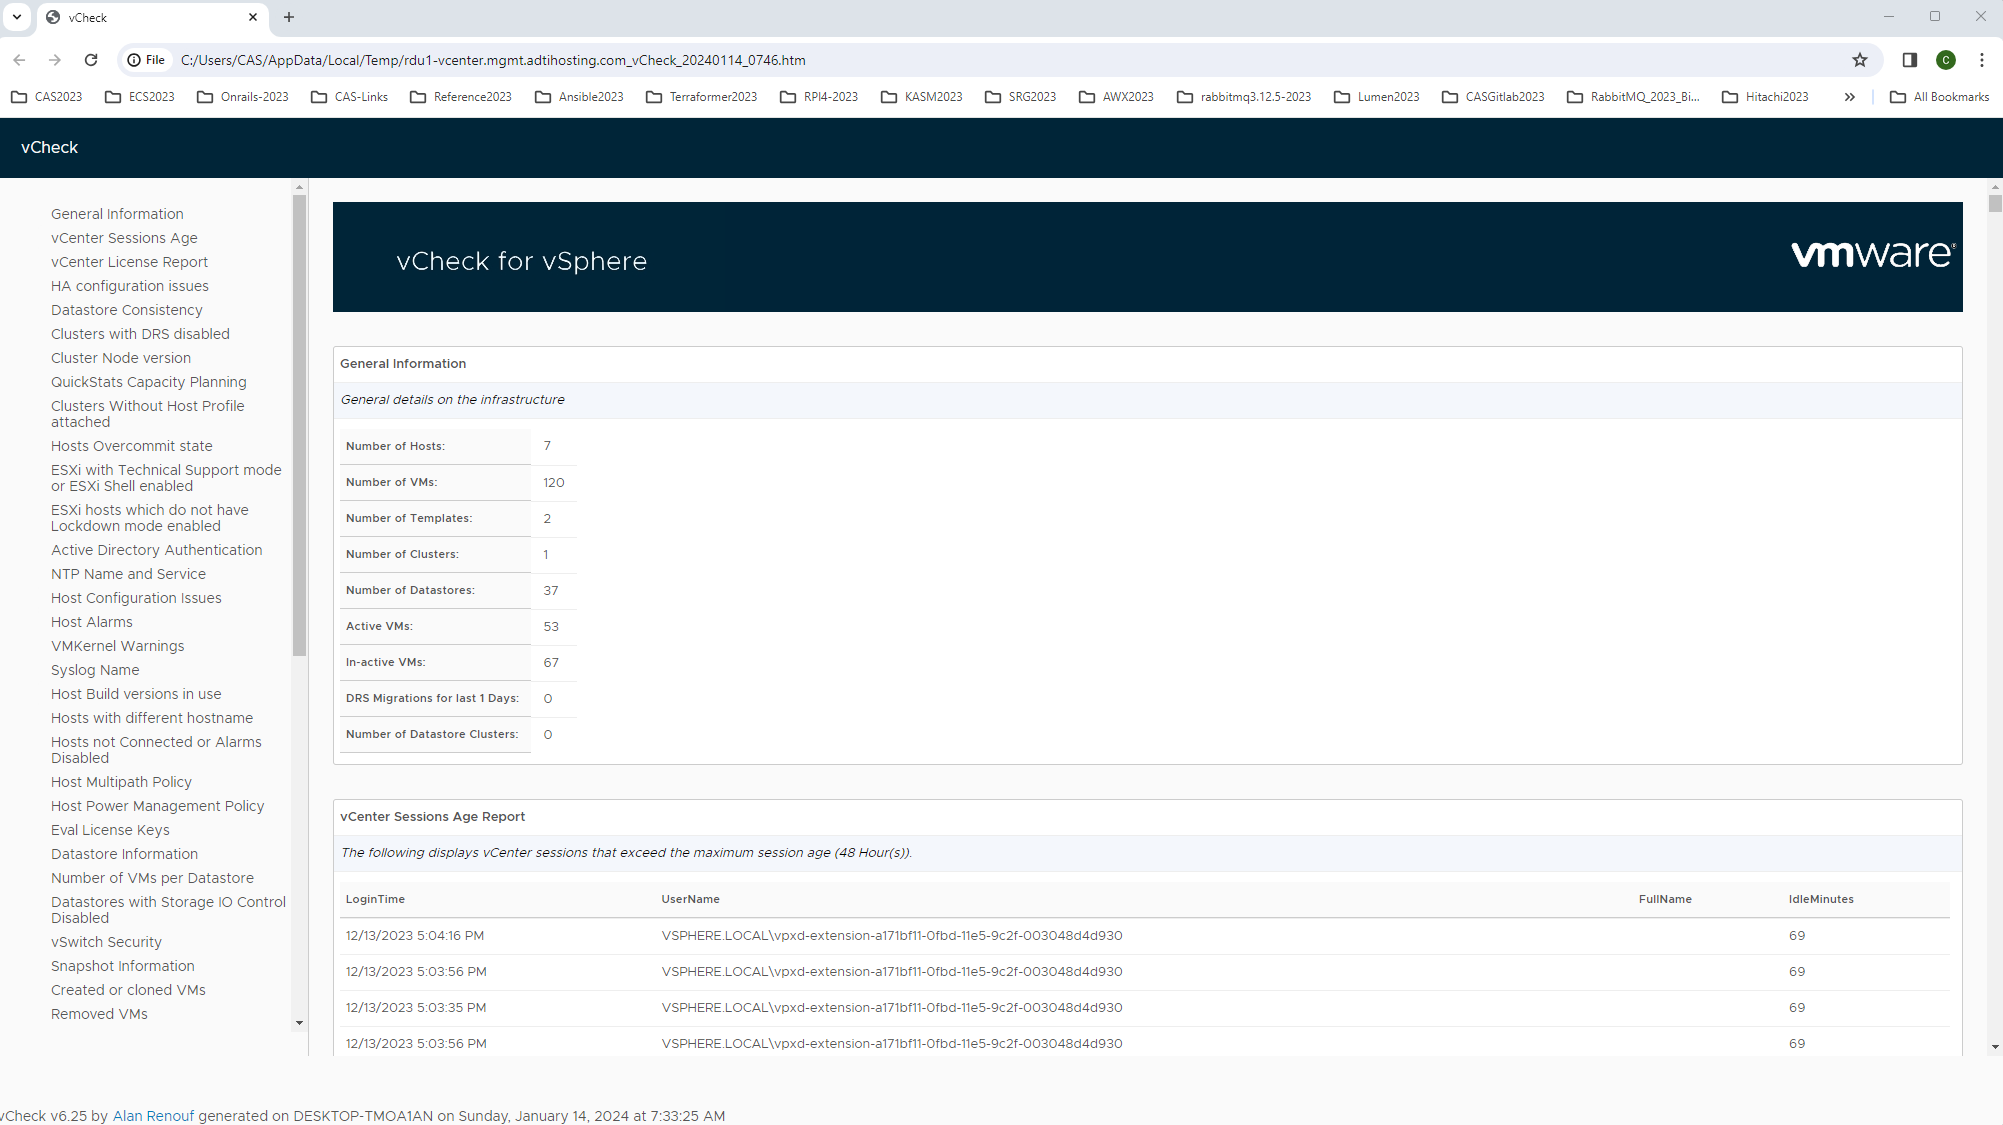 vCheck
File
C:/Users/CAS/AppData/Local/Temp/rdu1-vcenter.mgmt.adtihosting.com_vCheck_20240114_0746.htm
C
CAS2023 ECS2023 Onrails-2023 CAS-Links Reference2023 Ansible2023 Terraformer2023 RPI4-2023 KASM2023 SRG2023 AWX2023 rabbitmq3.12.5-2023 Lumen2023 CASGitlab2023 RabbitMQ_2023_Bi... Hitachi2023 » All Bookmarks
vCheck
General Information
vCenter Sessions Age
vCenter License Report
HA configuration issues
Datastore Consistency
Clusters with DRS disabled
Cluster Node version
QuickStats Capacity Planning
Clusters Without Host Profile
attached
Hosts Overcommit state
ESXi with Technical Support mode
or ESXi Shell enabled
ESXi hosts which do not have
Lockdown mode enabled
Active Directory Authentication
NTP Name and Service
Host Configuration Issues
Host Alarms
VMKernel Warnings
Syslog Name
Host Build versions in use
Hosts with different hostname
Hosts not Connected or Alarms
Disabled
Host Multipath Policy
Host Power Management Policy
Eval License Keys
Datastore Information
Number of VMs per Datastore
Datastores with Storage IO Control
Disabled
vSwitch Security
Snapshot Information
Created or cloned VMs
Removed VMs
vCheck for vSphere
vmware®
General Information
General details on the infrastructure
Number of Hosts: 7
Number of VMs: 120
Number of Templates: 2
Number of Clusters: 1
Number of Datastores: 37
Active VMs: 53
In-active VMs: 67
DRS Migrations for last 1 Days: 0
Number of Datastore Clusters: 0
vCenter Sessions Age Report
The following displays vCenter sessions that exceed the maximum session age (48 Hour(s)).
LoginTime UserName FullName IdleMinutes
12/13/2023 5:04:16 PM VSPHERE.LOCAL\vpxd-extension-a171bf11-0fbd-11e5-9c2f-003048d4d930 69
12/13/2023 5:03:56 PM VSPHERE.LOCAL\vpxd-extension-a171bf11-0fbd-11e5-9c2f-003048d4d930 69
12/13/2023 5:03:35 PM VSPHERE.LOCAL\vpxd-extension-a171bf11-0fbd-11e5-9c2f-003048d4d930 69
12/13/2023 5:03:56 PM VSPHERE.LOCAL\vpxd-extension-a171bf11-0fbd-11e5-9c2f-003048d4d930 69
vCheck v6.25 by Alan Renouf generated on DESKTOP-TMOA1AN on Sunday, January 14, 2024 at 7:33:25 AM